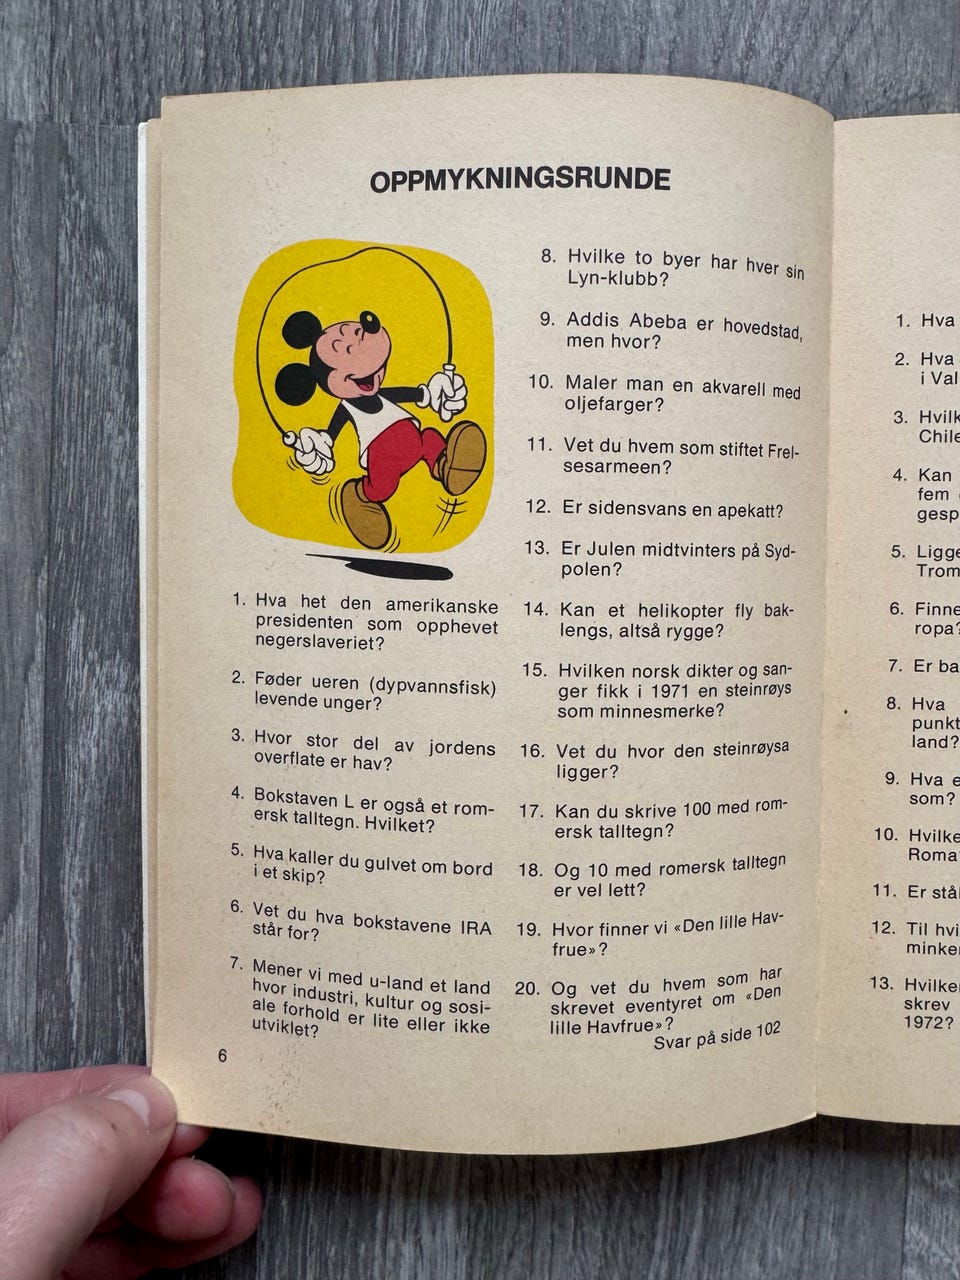 OPPMYKNINGSRUNDE
1. Hva het den amerikanske
presidenten som opphevet
negerslaveriet?
2. Føder ueren (dypvannsfisk)
levende unger?
3. Hvor stor del av jordens
overflate er hav?
4. Bokstaven L er også et rom-
ersk talltegn. Hvilket?
5. Hva kaller du gulvet om bord
i et skip?
6. Vet du hva bokstavene IRA
står for?
7. Mener vi med u-land et land
hvor industri, kultur og sosi-
ale forhold er lite eller ikke
utviklet?
6
8. Hvilke to byer har hver sin
Lyn-klubb?
9. Addis Abeba er hovedstad,
men hvor?
10. Maler man en akvarell med
oljefarger?
11. Vet du hvem som stiftet Frel-
sesarmeen?
12. Er sidensvans en apekatt?
13. Er Julen midtvinters på Syd-
polen?
14. Kan et helikopter fly bak-
lengs, altså rygge?
15. Hvilken norsk dikter og san-
ger fikk i 1971 en steinrøys
som minnesmerke?
16. Vet du hvor den steinrøysa
ligger?
17. Kan du skrive 100 med rom-
ersk talltegn?
18. Og 10 med romersk talltegn
er vel lett?
19. Hvor finner vi «Den lille Hav-
frue»?
20. Og vet du hvem som har
skrevet eventyret om «Den
lille Havfrue»?
Svar på side 102
1. Hva
2. Hva
i Val
3. Hvilk
Chile
4. Kan
fem
gesp
5. Ligge
Trom
6. Finne
ropa?
7. Er ba
8. Hva
punkt
land?
9. Hva e
som?
10. Hvilke
Roma
11. Er stål
12. Til hvi
minke
13. Hvilken
skrev
1972?